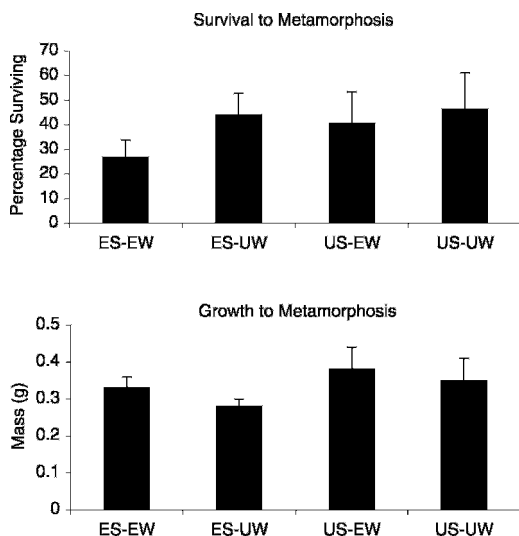 Survival to Metamorphosis
Percentage Surviving
70
60
50
40
30
20
10
0
ES-EW ES-UW US-EW US-UW
Growth to Metamorphosis
Mass (g)
0.5
0.4
0.3
0.2
0.1
0
ES-EW ES-UW US-EW US-UW